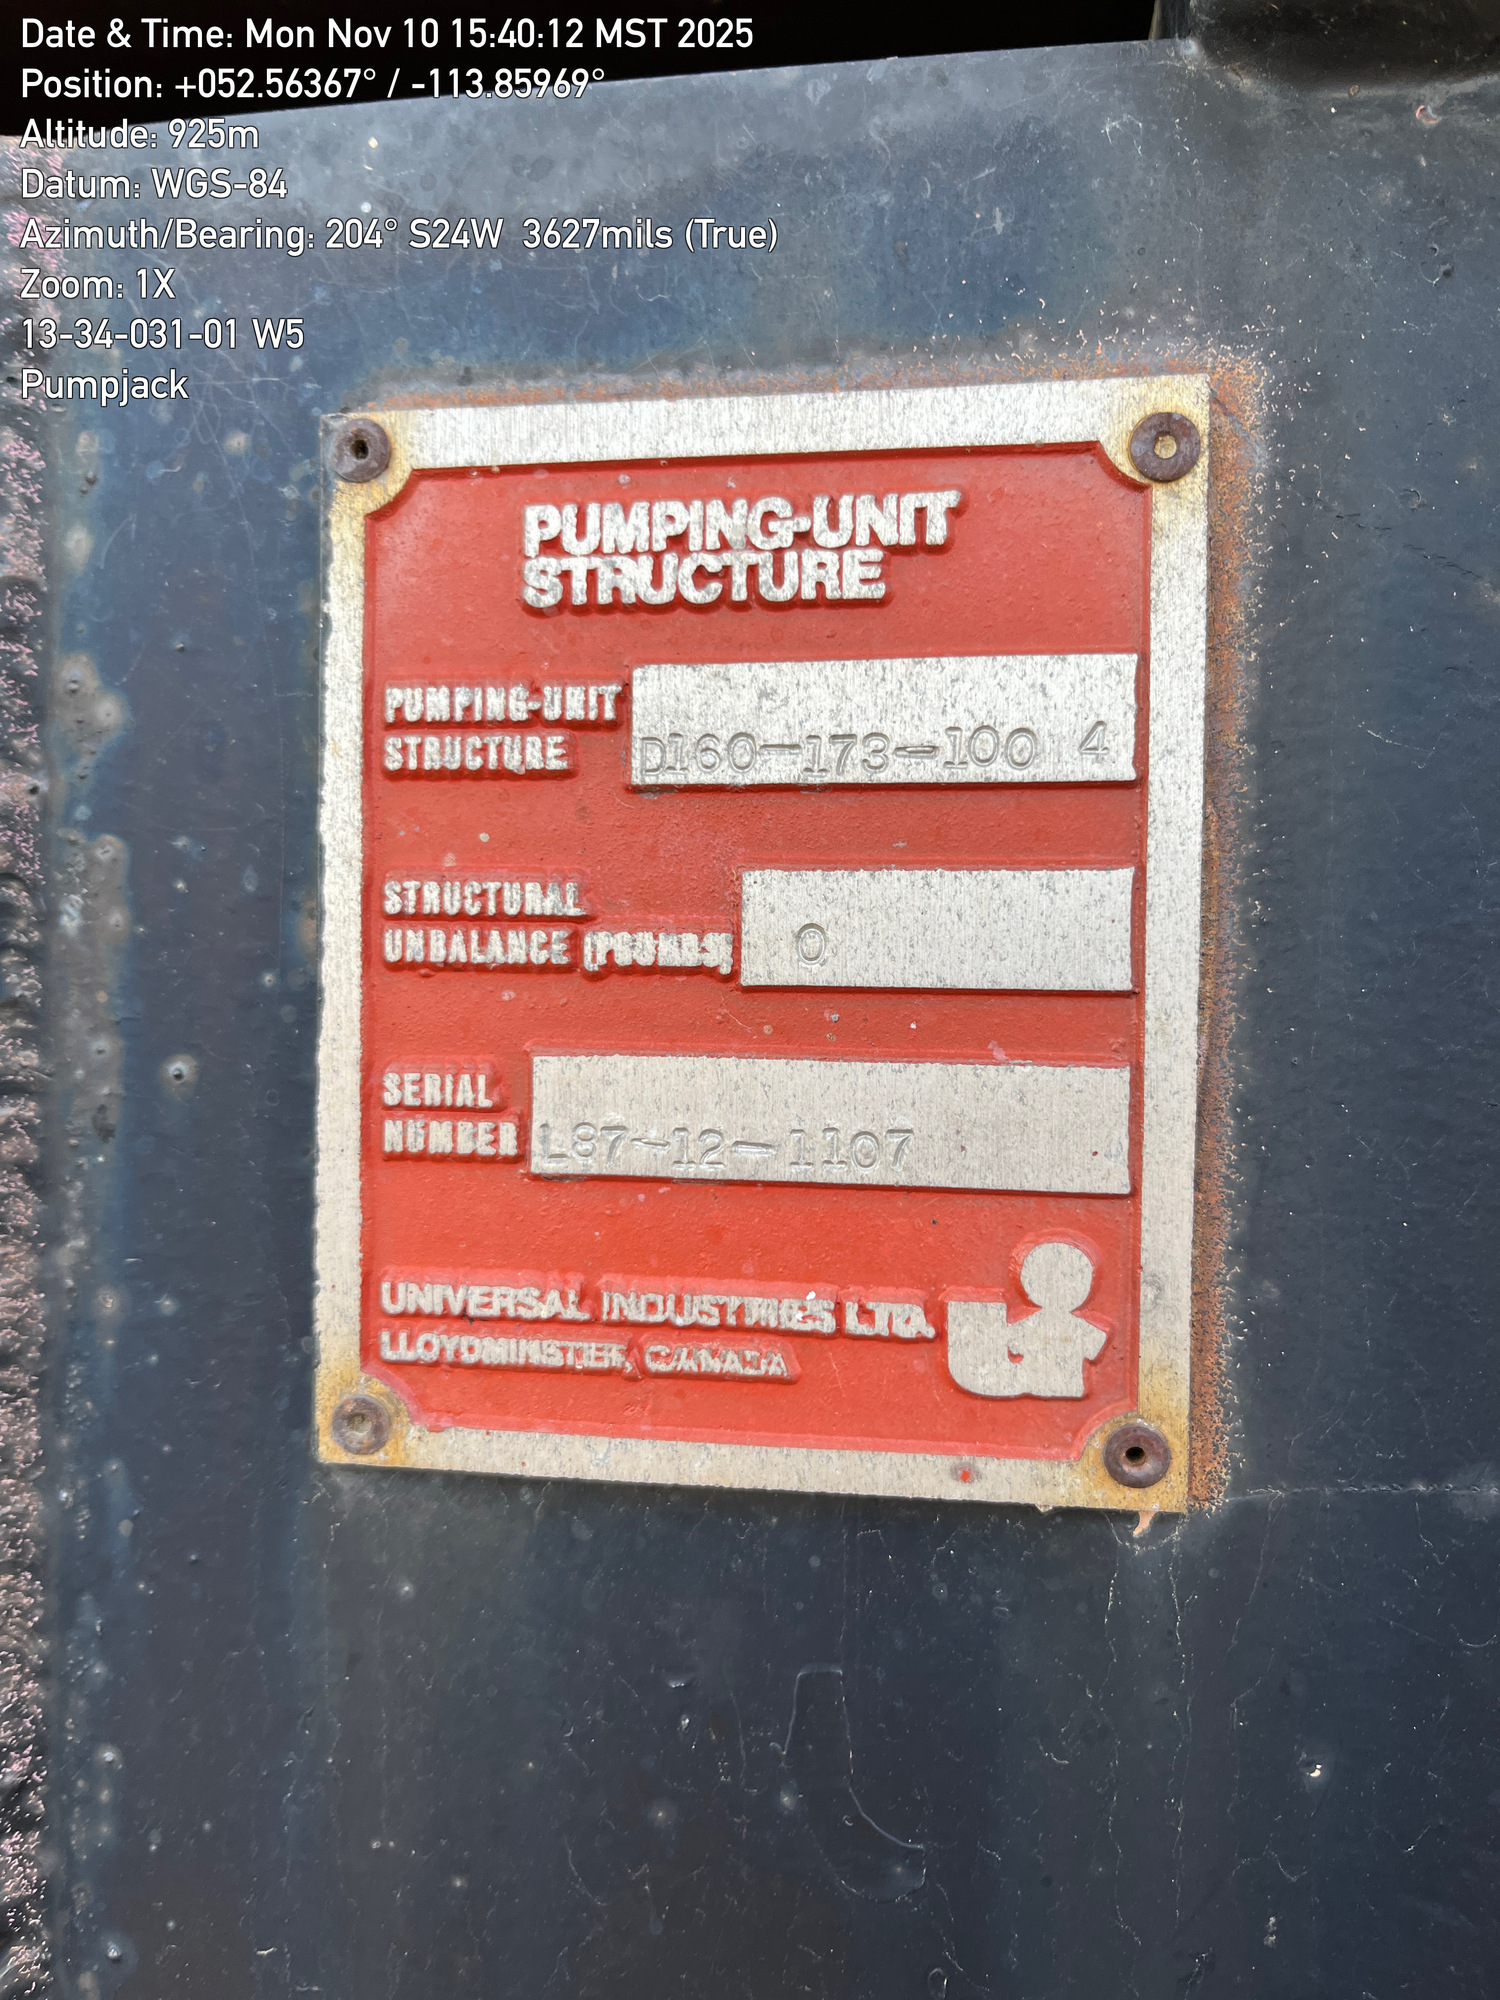 Date & Time: Mon Nov 10 15:40:12 MST 2025
Position: +052.56367° / -113.85969°
Altitude: 925m
Datum: WGS-84
Azimuth/Bearing: 204° S24W 3627mils (True)
Zoom: 1X
13-34-031-01 W5
Pumpjack
PUMPING-UNIT
STRUCTURE
PUMPING-UNIT
STRUCTURE D160-173-100 4
STRUCTURAL
UNBALANCE (POUNDS) 0
SERIAL
NUMBER L87-12-1107
UNIVERSAL INDUSTRIES LTD.
LLOYDMINSTER, CANADA